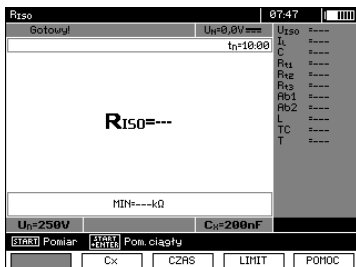 RISO 07:47
Gotowy! UN=0,0V
tn=10:00
RISO=---
MIN=---kΩ
UISO =----
IL =----
C =----
Rt1 =----
Rt2 =----
Rt3 =----
Ab1 =----
Ab2 =----
L =----
TC =----
T =----
Un=250V Cx=200nF
START Pomiar START +ENTER Pom. ciągły
Cx CZAS LIMIT POMOC